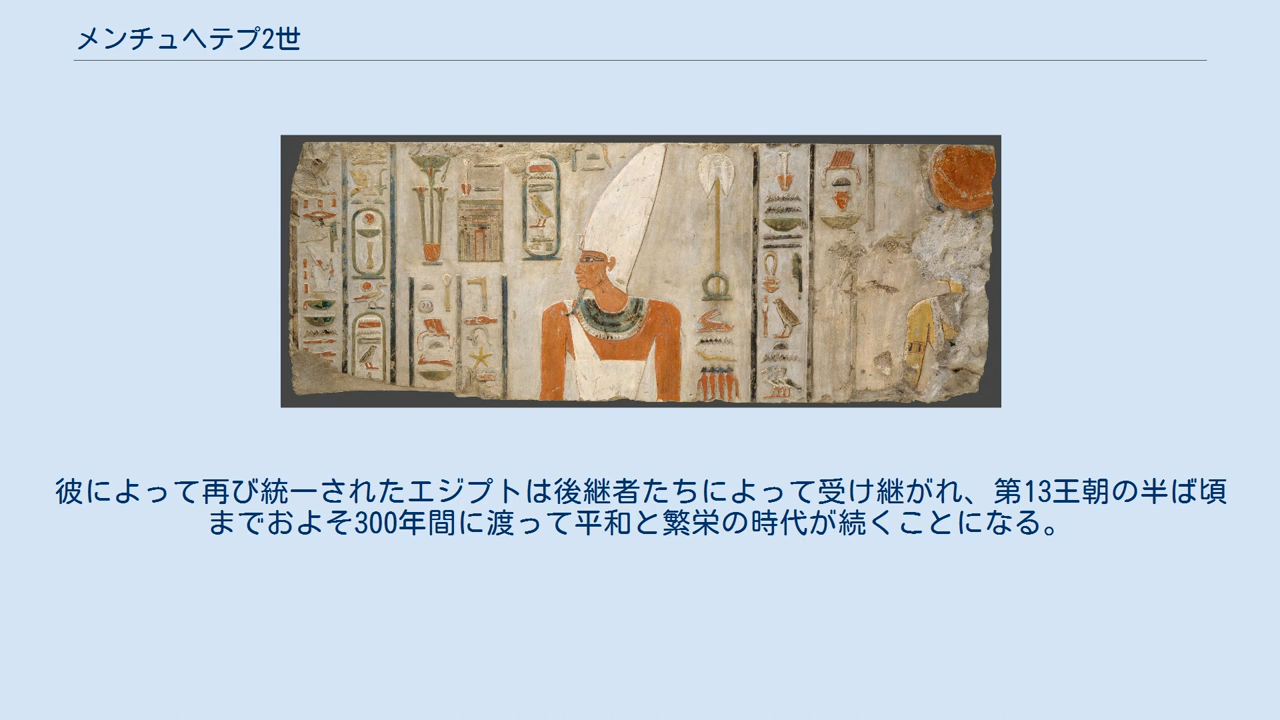 メンチュヘテプ2世
彼によって再び統一されたエジプトは後継者たちによって受け継がれ、第13王朝の半ば頃
までおよそ300年間に渡って平和と繁栄の時代が続くことになる。